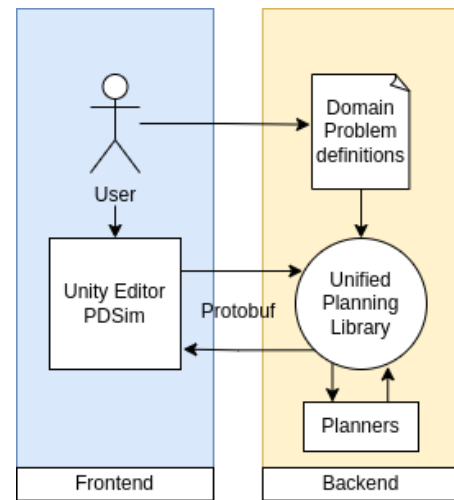 Domain
Problem
definitions
User
Unity Editor
PDSim
Protobuf
Unified
Planning
Library
Planners
Frontend
Backend